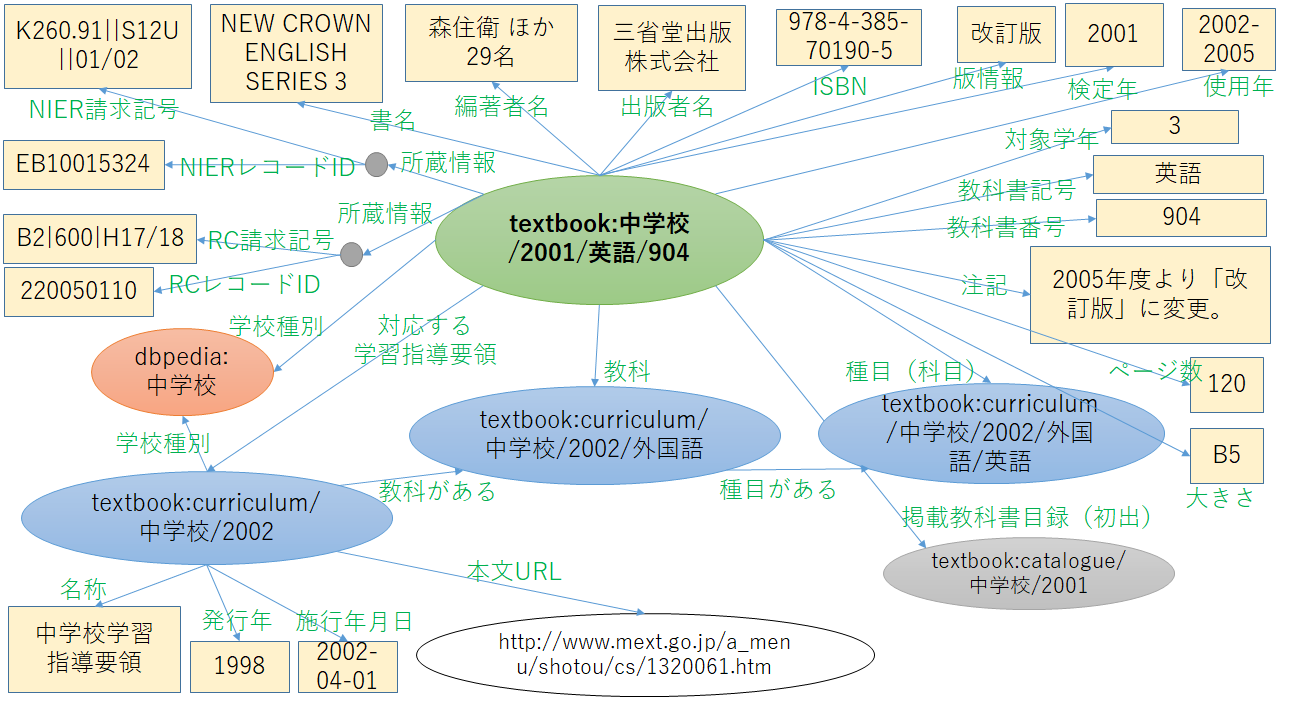 K260.91||S12U
||01/02
NEW CROWN
ENGLISH
SERIES 3
森住衛 ほか
29名
三省堂出版
株式会社
978-4-385-
70190-5
改訂版
2001
2002-
2005
NIER請求記号
書名
編著者名
出版者名
ISBN
版情報
検定年
使用年
EB10015324
NIERレコードID
所蔵情報
対象学年
3
教科書記号
英語
教科書番号
904
所蔵情報
B2|600|H17/18
RC請求記号
220050110
RCレコードID
textbook:中学校
/2001/英語/904
注記
2005年度より「改
訂版」に変更。
学校種別
対応する
学習指導要領
dbpedia:
中学校
教科
種目（科目）
ページ数
120
textbook:curriculum/
中学校/2002/外国語
textbook:curriculum
/中学校/2002/外国
語/英語
B5
大きさ
学校種別
教科がある
種目がある
textbook:curriculum/
中学校/2002
掲載教科書目録（初出）
textbook:catalogue/
中学校/2001
本文URL
名称
発行年
施行年月日
中学校学習
指導要領
1998
2002-
04-01
http://www.mext.go.jp/a_men
u/shotou/cs/1320061.htm